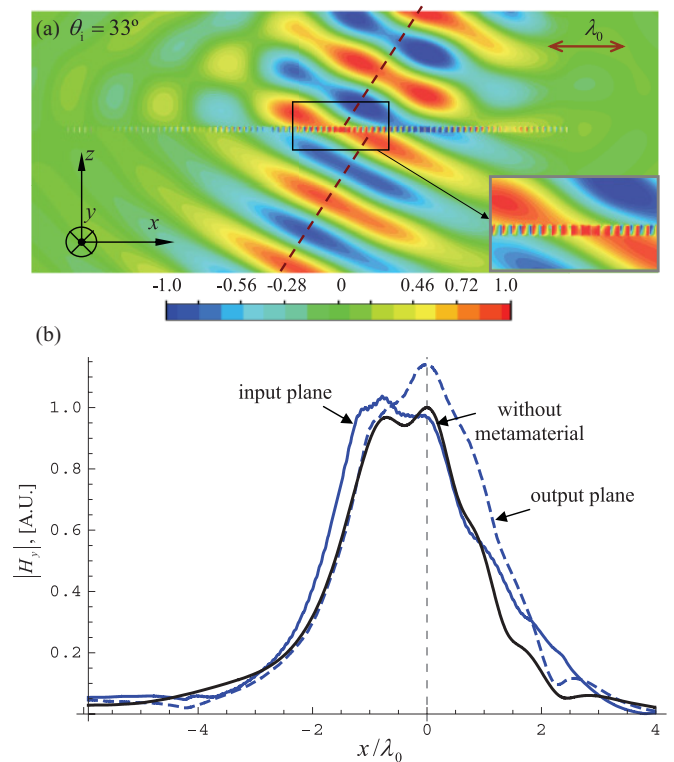 (a) θi = 33º
λ0
z
y
x
-1.0 -0.56 -0.28 0 0.46 0.72 1.0
(b)
input plane
without
metamaterial
output plane
|Hy|, [A.U.]
1.0
0.8
0.6
0.4
0.2
-4 -2 0 2 4
x/λ0